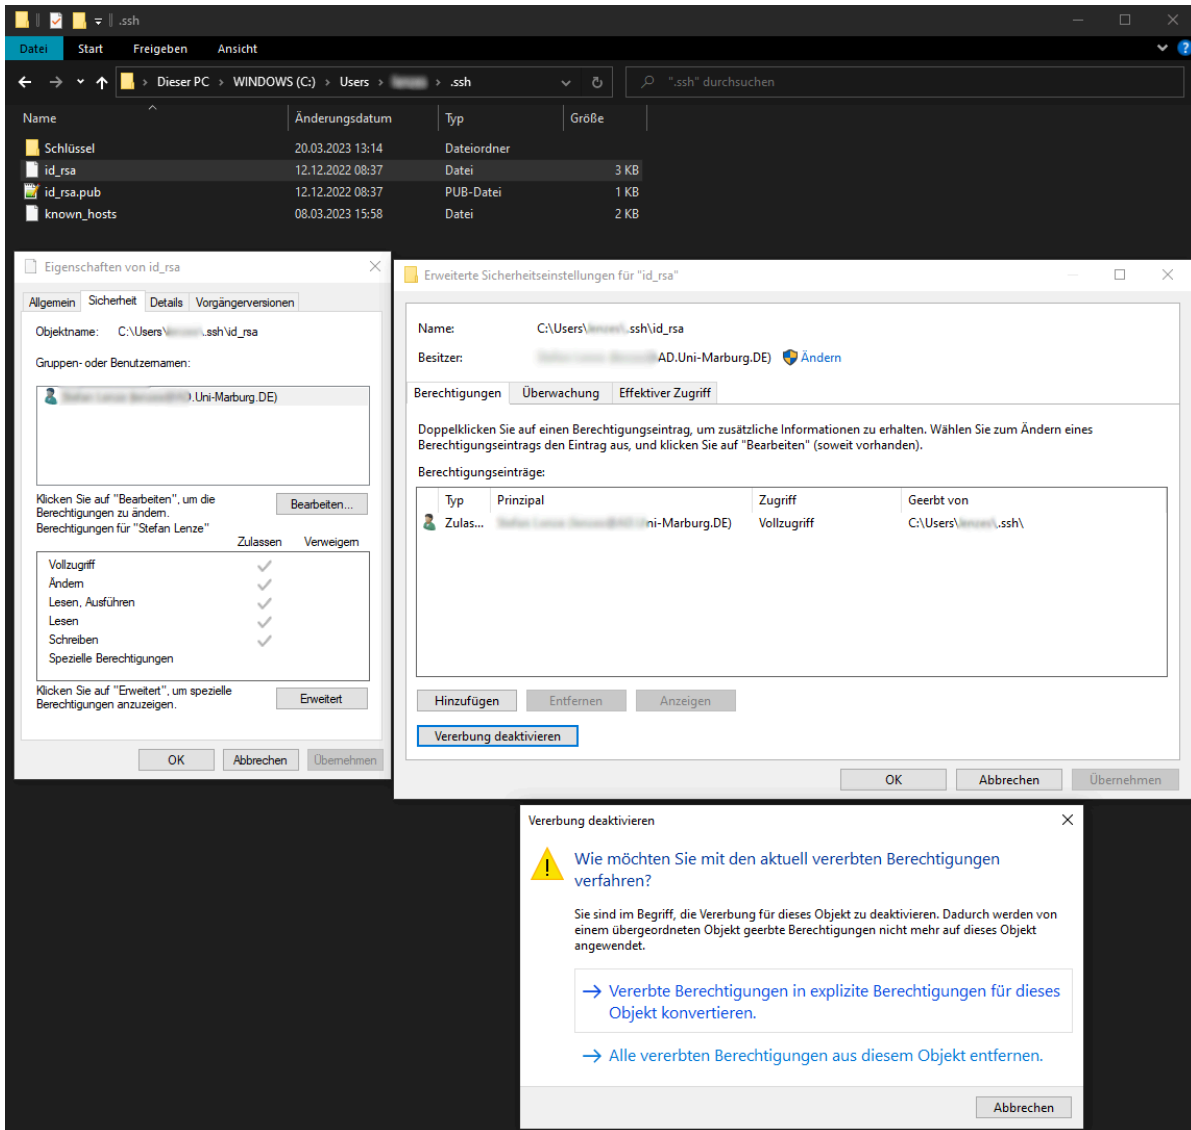 .ssh
Datei Start Freigeben Ansicht
Dieser PC > WINDOWS (C:) > Users > > .ssh
".ssh" durchsuchen
Name Änderungsdatum Typ Größe
Schlüssel 20.03.2023 13:14 Dateiordner
id_rsa 12.12.2022 08:37 Datei 3 KB
id_rsa.pub 12.12.2022 08:37 PUB-Datei 1 KB
known_hosts 08.03.2023 15:58 Datei 2 KB
Eigenschaften von id_rsa
Allgemein Sicherheit Details Vorgängerversionen
Objektname: C:\Users\ \.ssh\id_rsa
Gruppen- oder Benutzernamen:
.Uni-Marburg.DE)
Klicken Sie auf "Bearbeiten", um die
Berechtigungen zu ändern.
Bearbeiten...
Berechtigungen für "Stefan Lenze"
Zulassen Verweigern
Vollzugriff
Ändern
Lesen, Ausführen
Lesen
Schreiben
Spezielle Berechtigungen
Klicken Sie auf "Erweitert", um spezielle
Berechtigungen anzuzeigen.
Erweitert
OK Abbrechen Übernehmen
Erweiterte Sicherheitseinstellungen für "id_rsa"
Name: C:\Users\ \.ssh\id_rsa
Besitzer: AD.Uni-Marburg.DE) Ändern
Berechtigungen Überwachung Effektiver Zugriff
Doppelklicken Sie auf einen Berechtigungseintrag, um zusätzliche Informationen zu erhalten. Wählen Sie zum Ändern eines
Berechtigungseintrags den Eintrag aus, und klicken Sie auf "Bearbeiten" (soweit vorhanden).
Berechtigungseinträge:
Typ Prinzipal Zugriff Geerbt von
Zulas... ni-Marburg.DE) Vollzugriff C:\Users\ \.ssh\
Hinzufügen Entfernen Anzeigen
Vererbung deaktivieren
OK Abbrechen Übernehmen
Vererbung deaktivieren
Wie möchten Sie mit den aktuell vererbten Berechtigungen
verfahren?
Sie sind im Begriff, die Vererbung für dieses Objekt zu deaktivieren. Dadurch werden von
einem übergeordneten Objekt geerbte Berechtigungen nicht mehr auf dieses Objekt
angewendet.
→ Vererbte Berechtigungen in explizite Berechtigungen für dieses
Objekt konvertieren.
→ Alle vererbten Berechtigungen aus diesem Objekt entfernen.
Abbrechen